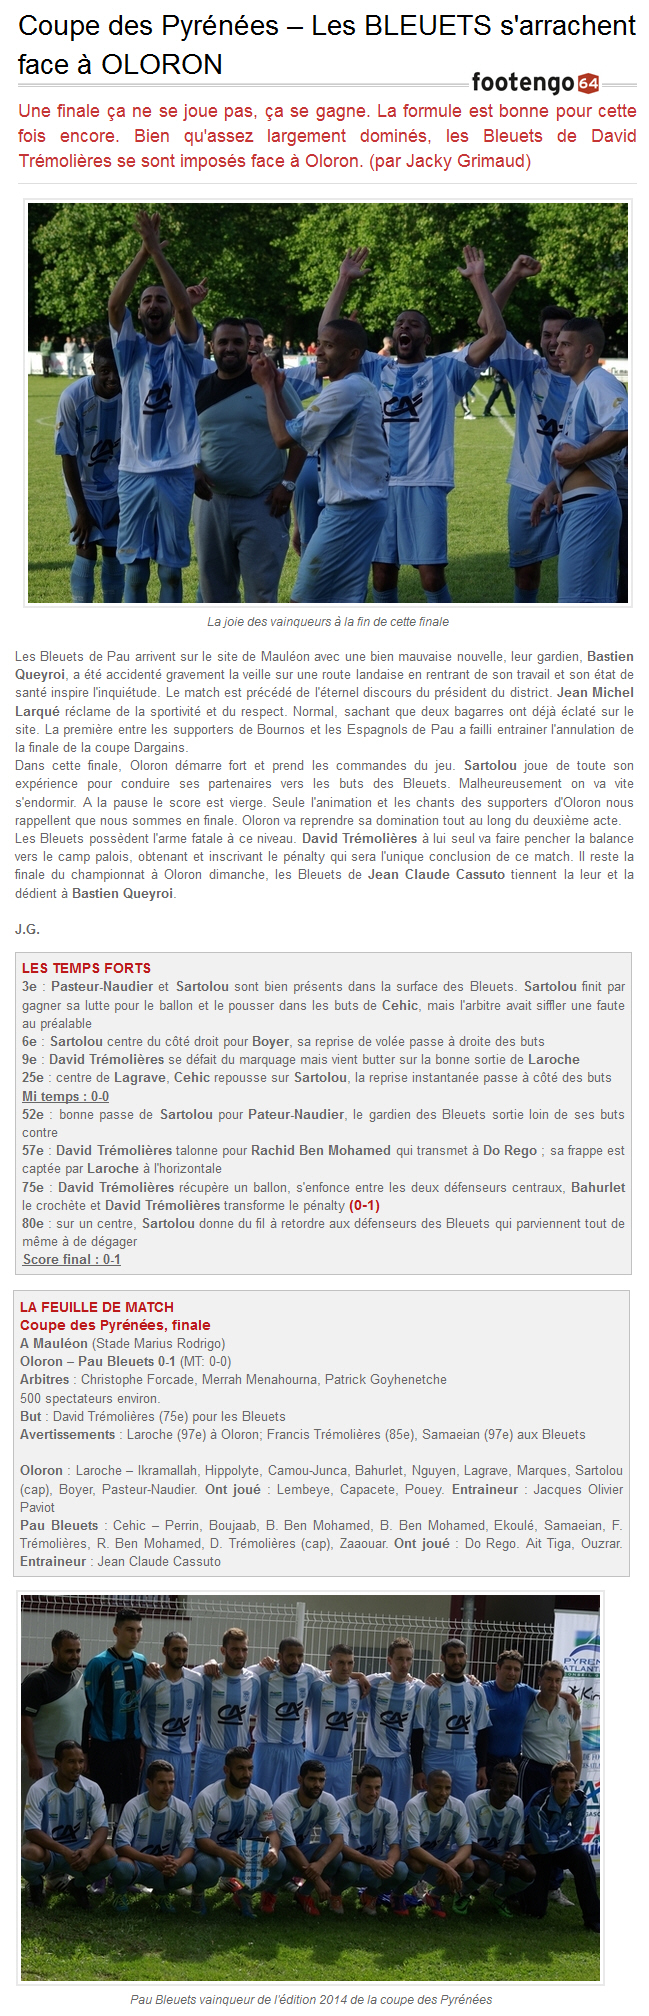 Coupe des Pyrénées – Les BLEUETS s'arrachent
face à OLORON
footengo 64
Une finale ça ne se joue pas, ça se gagne. La formule est bonne pour cette
fois encore. Bien qu'assez largement dominés, les Bleuets de David
Trémolières se sont imposés face à Oloron. (par Jacky Grimaud)
La joie des vainqueurs à la fin de cette finale
Les Bleuets de Pau arrivent sur le site de Mauléon avec une bien mauvaise nouvelle, leur gardien, Bastien
Queyroi, a été accidenté gravement la veille sur une route landaise en rentrant de son travail et son état de
santé inspire l'inquiétude. Le match est précédé de l'éternel discours du président du district. Jean Michel
Larqué réclame de la sportivité et du respect. Normal, sachant que deux bagarres ont déjà éclaté sur le
site. La première entre les supporters de Bournos et les Espagnols de Pau a failli entrainer l'annulation de
la finale de la coupe Dargains.
Dans cette finale, Oloron démarre fort et prend les commandes du jeu. Sartolou joue de toute son
expérience pour conduire ses partenaires vers les buts des Bleuets. Malheureusement on va vite
s'endormir. A la pause le score est vierge. Seule l'animation et les chants des supporters d'Oloron nous
rappellent que nous sommes en finale. Oloron va reprendre sa domination tout au long du deuxième acte.
Les Bleuets possèdent l'arme fatale à ce niveau. David Trémolières à lui seul va faire pencher la balance
vers le camp palois, obtenant et inscrivant le pénalty qui sera l'unique conclusion de ce match. Il reste la
finale du championnat à Oloron dimanche, les Bleuets de Jean Claude Cassuto tiennent la leur et la
dédient à Bastien Queyroi.
J.G.
LES TEMPS FORTS
3e : Pasteur-Naudier et Sartolou sont bien présents dans la surface des Bleuets. Sartolou finit par
gagner sa lutte pour le ballon et le pousser dans les buts de Cehic, mais l'arbitre avait siffler une faute
au préalable
6e : Sartolou centre du côté droit pour Boyer, sa reprise de volée passe à droite des buts
9e : David Trémolières se défait du marquage mais vient butter sur la bonne sortie de Laroche
25e : centre de Lagrave, Cehic repousse sur Sartolou, la reprise instantanée passe à côté des buts
Mi temps : 0-0
52e : bonne passe de Sartolou pour Pateur-Naudier, le gardien des Bleuets sortie loin de ses buts
contre
57e : David Trémolières talonne pour Rachid Ben Mohamed qui transmet à Do Rego ; sa frappe est
captée par Laroche à l'horizontale
75e : David Trémolières récupère un ballon, s'enfonce entre les deux défenseurs centraux, Bahurlet
le crochète et David Trémolières transforme le pénalty (0-1)
80e : sur un centre, Sartolou donne du fil à retordre aux défenseurs des Bleuets qui parviennent tout de
même à de dégager
Score final : 0-1
LA FEUILLE DE MATCH
Coupe des Pyrénées, finale
A Mauléon (Stade Marius Rodrigo)
Oloron – Pau Bleuets 0-1 (MT: 0-0)
Arbitres : Christophe Forcade, Merrah Menahourna, Patrick Goyhenetche
500 spectateurs environ.
But : David Trémolières (75e) pour les Bleuets
Avertissements : Laroche (97e) à Oloron; Francis Trémolières (85e), Samaeian (97e) aux Bleuets
Oloron : Laroche – Ikramallah, Hippolyte, Camou-Junca, Bahurlet, Nguyen, Lagrave, Marques, Sartolou
(cap), Boyer, Pasteur-Naudier. Ont joué : Lembeye, Capacete, Pouey. Entraineur : Jacques Olivier
Paviot
Pau Bleuets : Cehic – Perrin, Boujaab, B. Ben Mohamed, B. Ben Mohamed, Ekoulé, Samaeian, F.
Trémolières, R. Ben Mohamed, D. Trémolières (cap), Zaaouar. Ont joué : Do Rego. Ait Tiga, Ouzrar.
Entraineur : Jean Claude Cassuto
Pau Bleuets vainqueur de l'édition 2014 de la coupe des Pyrénées